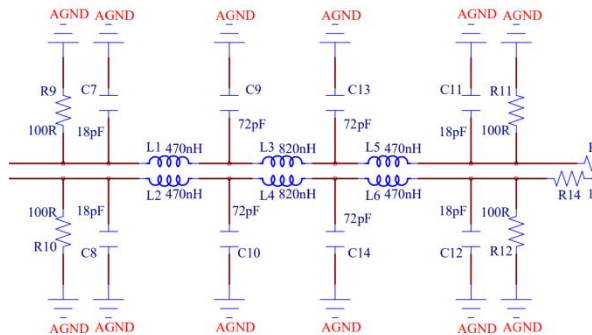 AGND AGND AGND AGND AGND AGND
R9 C7 C9 C13 C11 R11
100R 18pF 72pF 72pF 18pF 100R
L1 470nH L3 820nH L5 470nH
L2 470nH L4 820nH L6 470nH
R14
100R 18pF 72pF 72pF 18pF 100R
R10 C8 C10 C14 C12 R12
AGND AGND AGND AGND AGND AGND